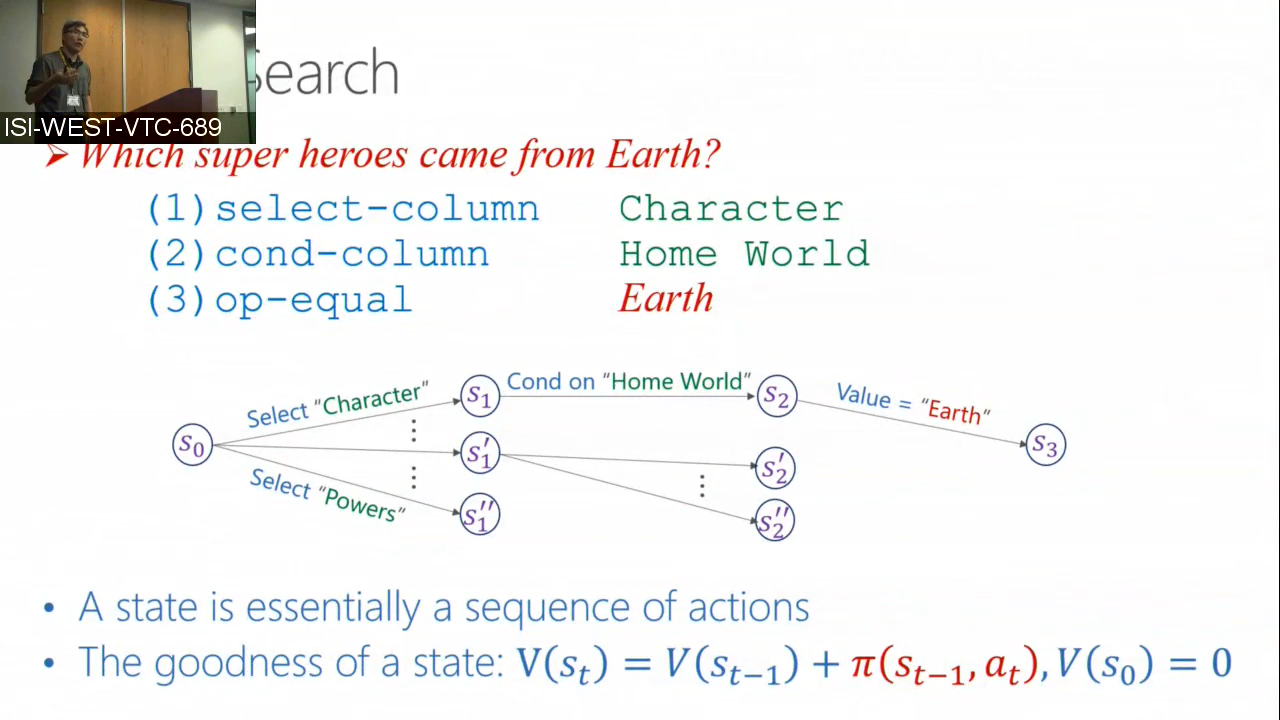 Search
ISI-WEST-VTC-689
➤ Which super heroes came from Earth?
(1) select-column Character
(2) cond-column Home World
(3) op-equal Earth
Select "Character"
Cond on "Home World"
Value = "Earth"
Select "Powers"
s₀
s₁
s₂
s₃
s₁′
s₂′
s₁′′
s₂′′
• A state is essentially a sequence of actions
• The goodness of a state: V(sₜ) = V(sₜ₋₁) + π(sₜ₋₁, aₜ), V(s₀) = 0